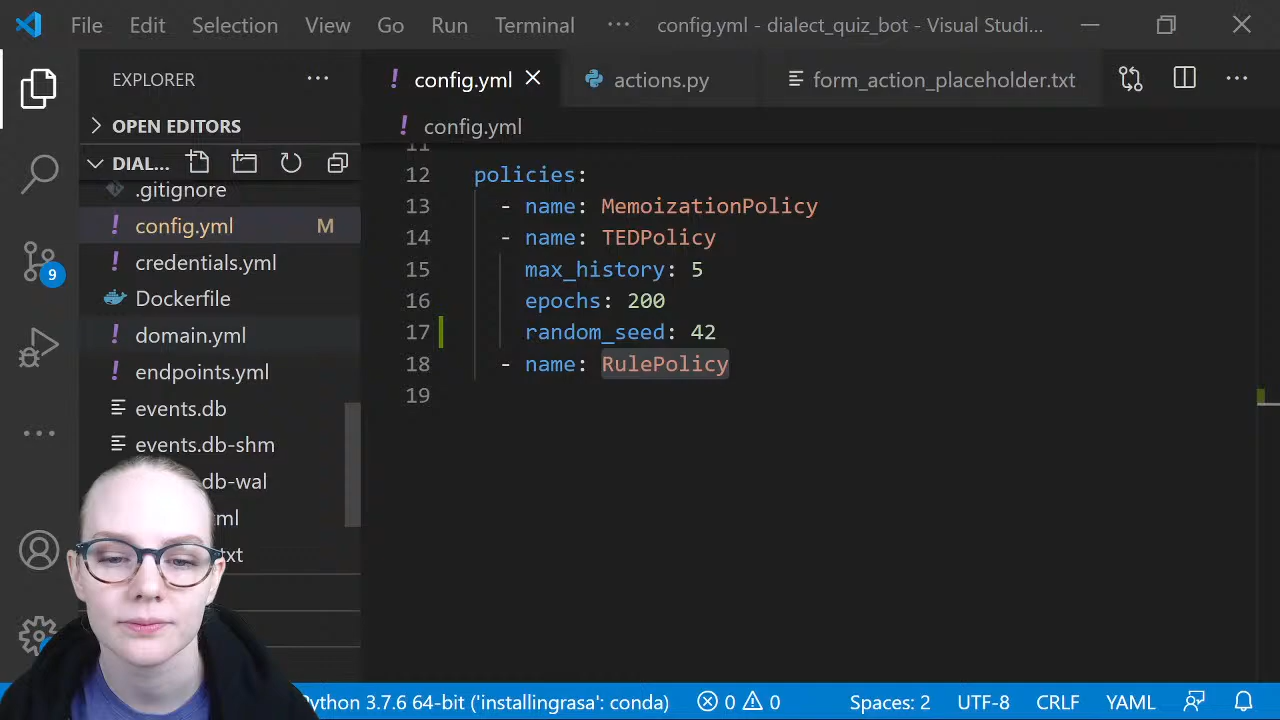 File Edit Selection View Go Run Terminal ··· config.yml - dialect_quiz_bot - Visual Studi...
EXPLORER ···
config.yml
actions.py
form_action_placeholder.txt
OPEN EDITORS
config.yml
DIAL...
.gitignore
config.yml M
credentials.yml
Dockerfile
domain.yml
endpoints.yml
events.db
events.db-shm
.db-wal
ml
txt
9
11
12 policies:
13 - name: MemoizationPolicy
14 - name: TEDPolicy
15 max_history: 5
16 epochs: 200
17 random_seed: 42
18 - name: RulePolicy
19
Python 3.7.6 64-bit ('installingrasa': conda) 0 0 Spaces: 2 UTF-8 CRLF YAML